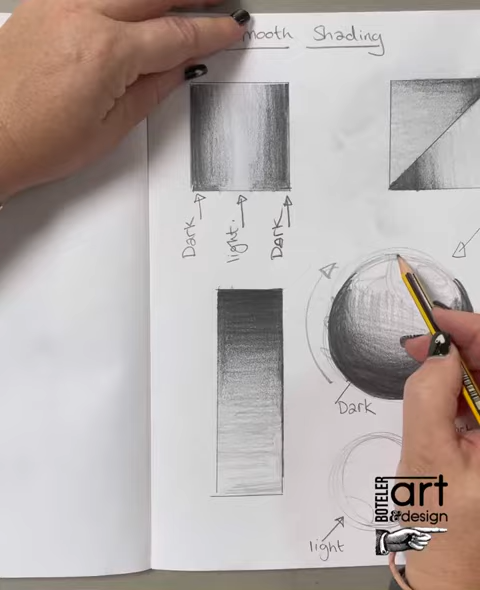 mooth Shading
Dark
light.
Dark
Dark
light
BOTELER
art
&design